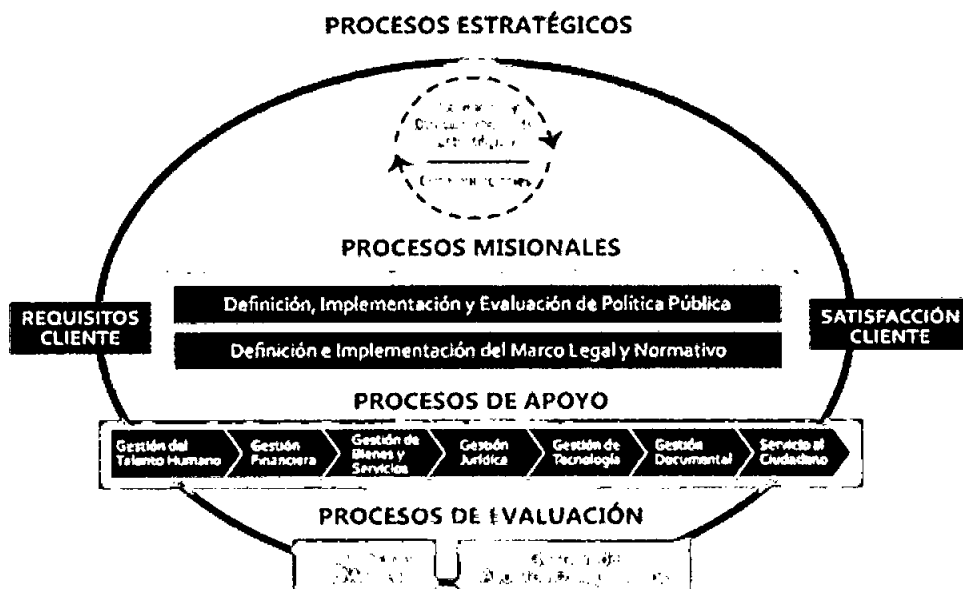 PROCESOS ESTRATÉGICOS
PROCESOS MISIONALES
Definición, Implementación y Evaluación de Política Pública
Definición e Implementación del Marco Legal y Normativo
REQUISITOS
CLIENTE
SATISFACCIÓN
CLIENTE
PROCESOS DE APOYO
Gestión del
Talento Humano
Gestión
Financiera
Gestión de
Bienes y
Servicios
Gestión
Jurídica
Gestión de
Tecnología
Gestión
Documental
Servicio al
Ciudadano
PROCESOS DE EVALUACIÓN